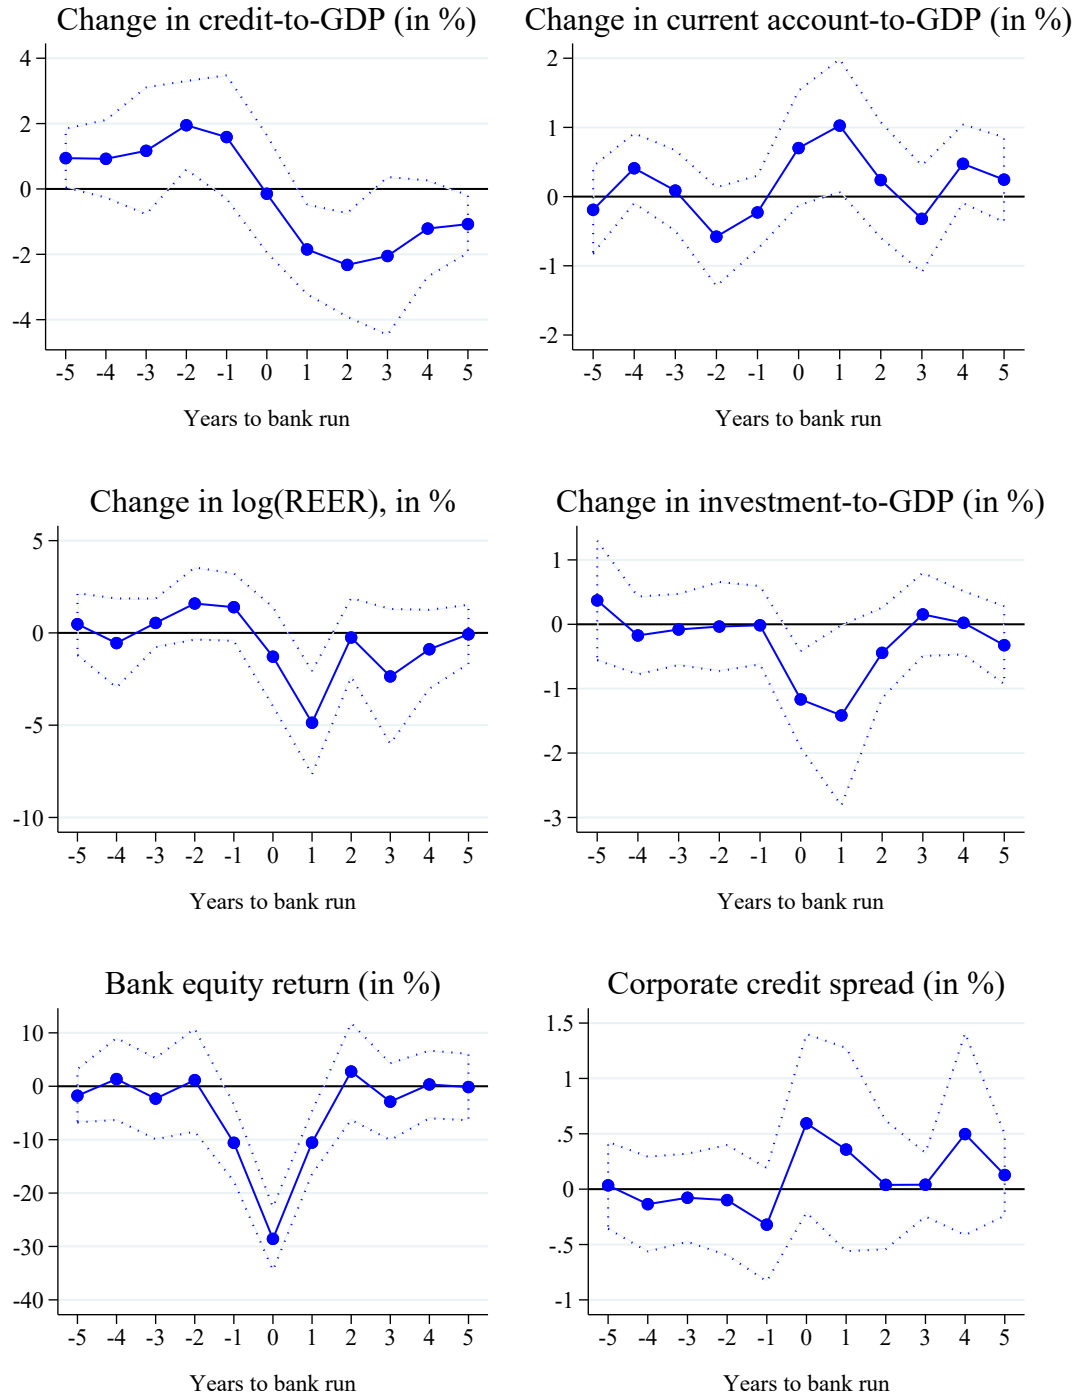 Change in credit-to-GDP (in %)
4
2
0
-2
-4
-5 -4 -3 -2 -1 0 1 2 3 4 5
Years to bank run
Change in current account-to-GDP (in %)
2
1
0
-1
-2
-5 -4 -3 -2 -1 0 1 2 3 4 5
Years to bank run
Change in log(REER), in %
5
0
-5
-10
-5 -4 -3 -2 -1 0 1 2 3 4 5
Years to bank run
Change in investment-to-GDP (in %)
1
0
-1
-2
-3
-5 -4 -3 -2 -1 0 1 2 3 4 5
Years to bank run
Bank equity return (in %)
10
0
-10
-20
-30
-40
-5 -4 -3 -2 -1 0 1 2 3 4 5
Years to bank run
Corporate credit spread (in %)
1.5
1
.5
0
-.5
-1
-5 -4 -3 -2 -1 0 1 2 3 4 5
Years to bank run